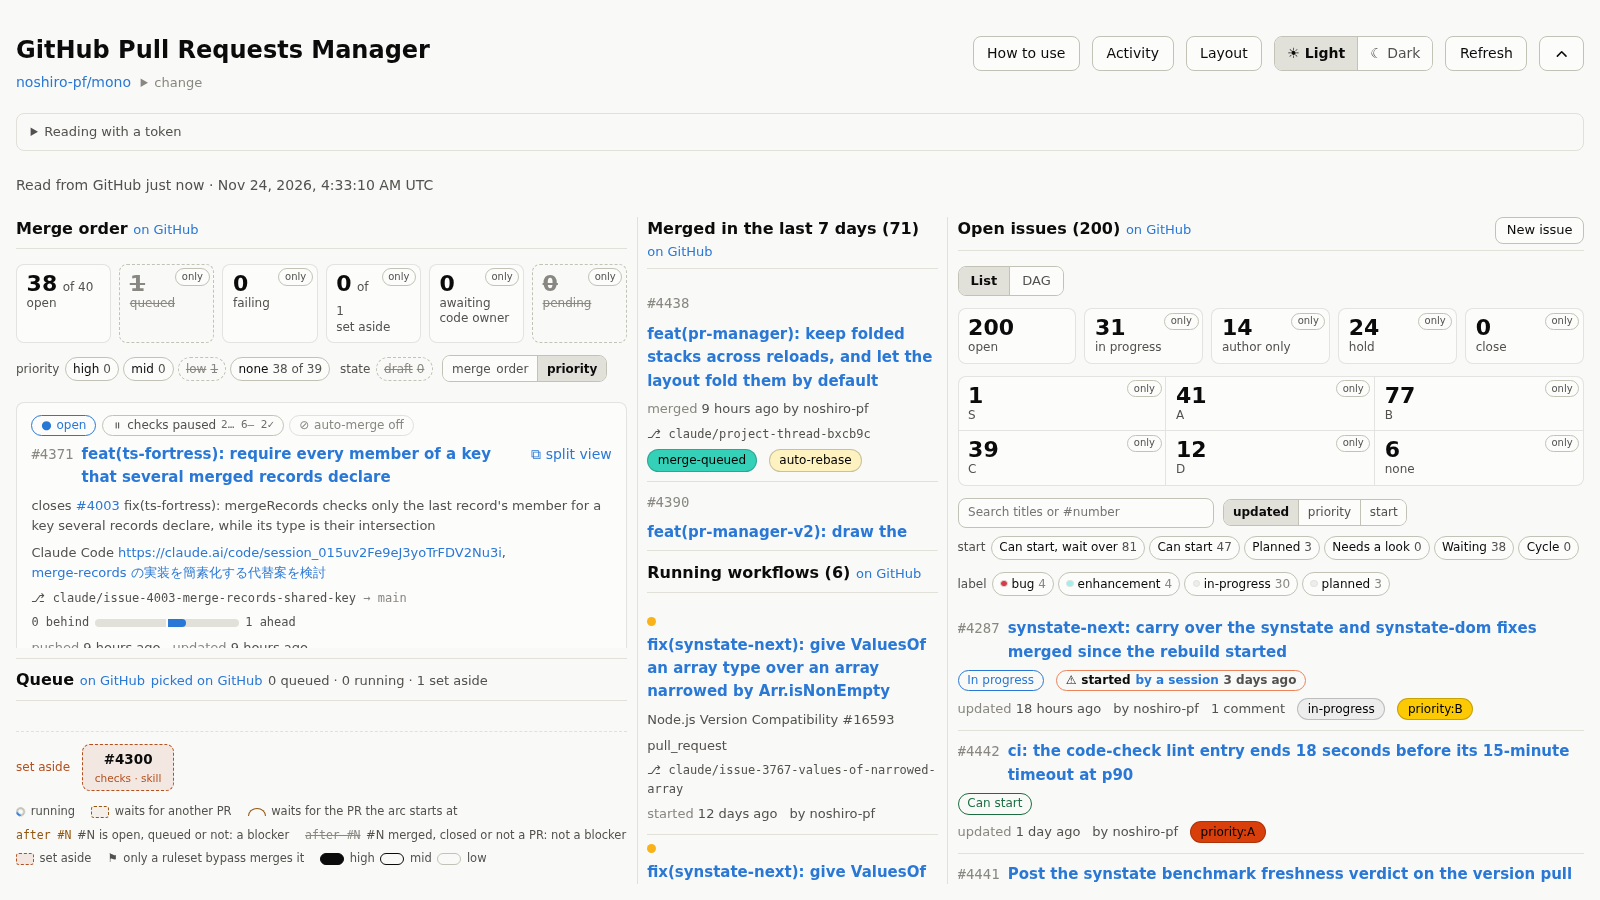 GitHub Pull Requests Manager
How to use
Activity
Layout
☀ Light
☾ Dark
Refresh
noshiro-pf/mono ▶ change
▶ Reading with a token
Read from GitHub just now · Nov 24, 2026, 4:33:10 AM UTC
Merge order on GitHub
38 of 40
open
1
queued
only
0
failing
only
0 of
1
set aside
only
0
awaiting
code owner
only
0
pending
only
priority high 0 mid 0 low 1 none 38 of 39 state draft 0 merge order priority
open ⏸ checks paused 2… 6– 2✓ ⊘ auto-merge off
#4371 feat(ts-fortress): require every member of a key
that several merged records declare
⧉ split view
closes #4003 fix(ts-fortress): mergeRecords checks only the last record's member for a
key several records declare, while its type is their intersection
Claude Code https://claude.ai/code/session_015uv2Fe9eJ3yoTrFDV2Nu3i,
merge-records の実装を簡素化する代替案を検討
⎇ claude/issue-4003-merge-records-shared-key → main
0 behind 1 ahead
pushed 9 hours ago updated 9 hours ago
Queue on GitHub picked on GitHub 0 queued · 0 running · 1 set aside
set aside
#4300
checks · skill
running waits for another PR waits for the PR the arc starts at
after #N #N is open, queued or not: a blocker after #N #N merged, closed or not a PR: not a blocker
set aside ⚑ only a ruleset bypass merges it high mid low
Merged in the last 7 days (71)
on GitHub
#4438
feat(pr-manager): keep folded
stacks across reloads, and let the
layout fold them by default
merged 9 hours ago by noshiro-pf
⎇ claude/project-thread-bxcb9c
merge-queued auto-rebase
#4390
feat(pr-manager-v2): draw the
Running workflows (6) on GitHub
fix(synstate-next): give ValuesOf
an array type over an array
narrowed by Arr.isNonEmpty
Node.js Version Compatibility #16593
pull_request
⎇ claude/issue-3767-values-of-narrowed-
array
started 12 days ago by noshiro-pf
fix(synstate-next): give ValuesOf
Open issues (200) on GitHub
New issue
List DAG
200
open
31
in progress
only
14
author only
only
24
hold
only
0
close
only
1
S
only
41
A
only
77
B
only
39
C
only
12
D
only
6
none
only
Search titles or #number
updated priority start
start Can start, wait over 81 Can start 47 Planned 3 Needs a look 0 Waiting 38 Cycle 0
label bug 4 enhancement 4 in-progress 30 planned 3
#4287 synstate-next: carry over the synstate and synstate-dom fixes
merged since the rebuild started
In progress ⚠ started by a session 3 days ago
updated 18 hours ago by noshiro-pf 1 comment in-progress priority:B
#4442 ci: the code-check lint entry ends 18 seconds before its 15-minute
timeout at p90
Can start
updated 1 day ago by noshiro-pf priority:A
#4441 Post the synstate benchmark freshness verdict on the version pull